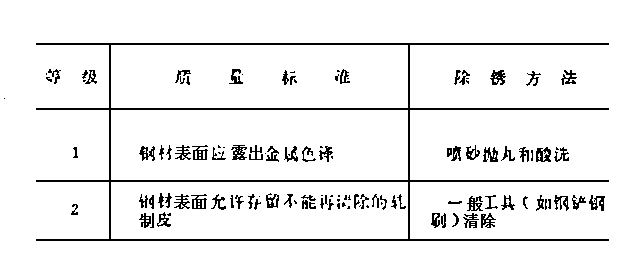 等 级 质 量 标 准 除 锈 方 法
1 钢材表面应露出金属色泽 喷砂抛丸和酸洗
2 钢材表面允许存留不能再清除的轧制皮 一般工具(如钢铲钢刷)清除